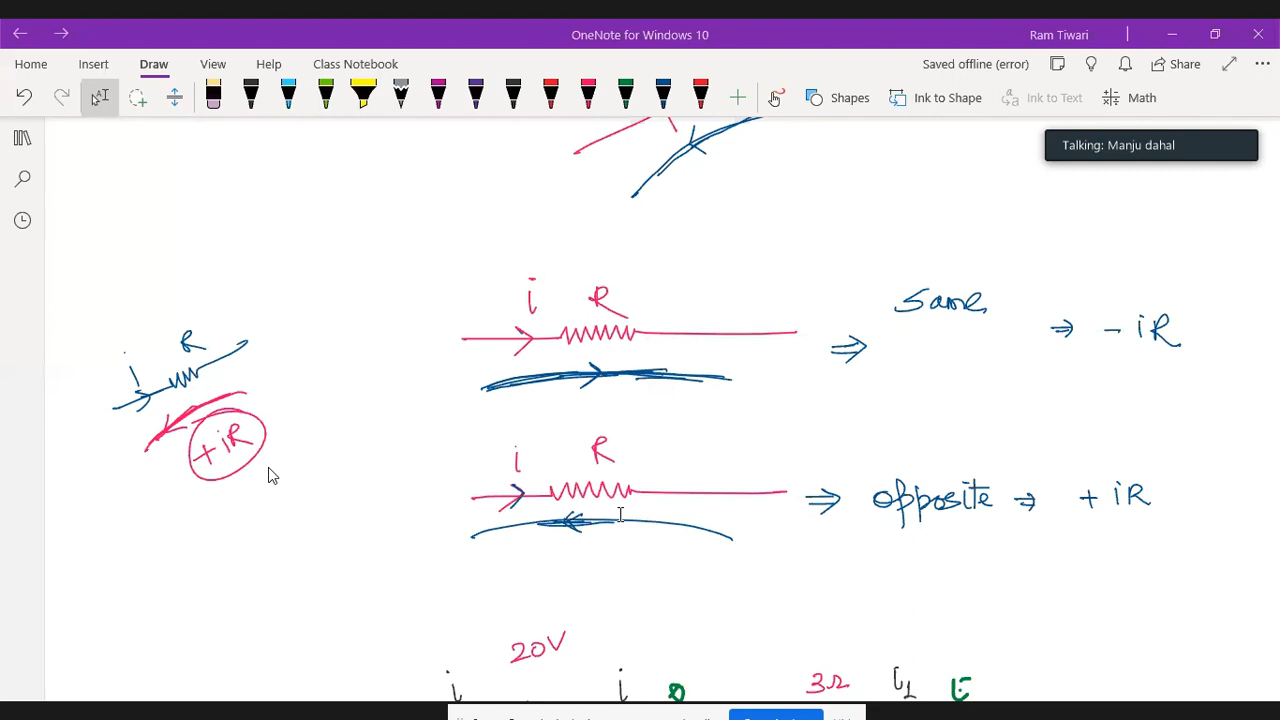 OneNote for Windows 10
Ram Tiwari
Home Insert Draw View Help Class Notebook
Saved offline (error)
Share
Shapes
Ink to Shape
Ink to Text
Math
Talking: Manju dahal
i R
Same ⇒ - iR
i R
+iR
i R
opposite ⇒ + iR
20V
i i D 3Ω i₁ E